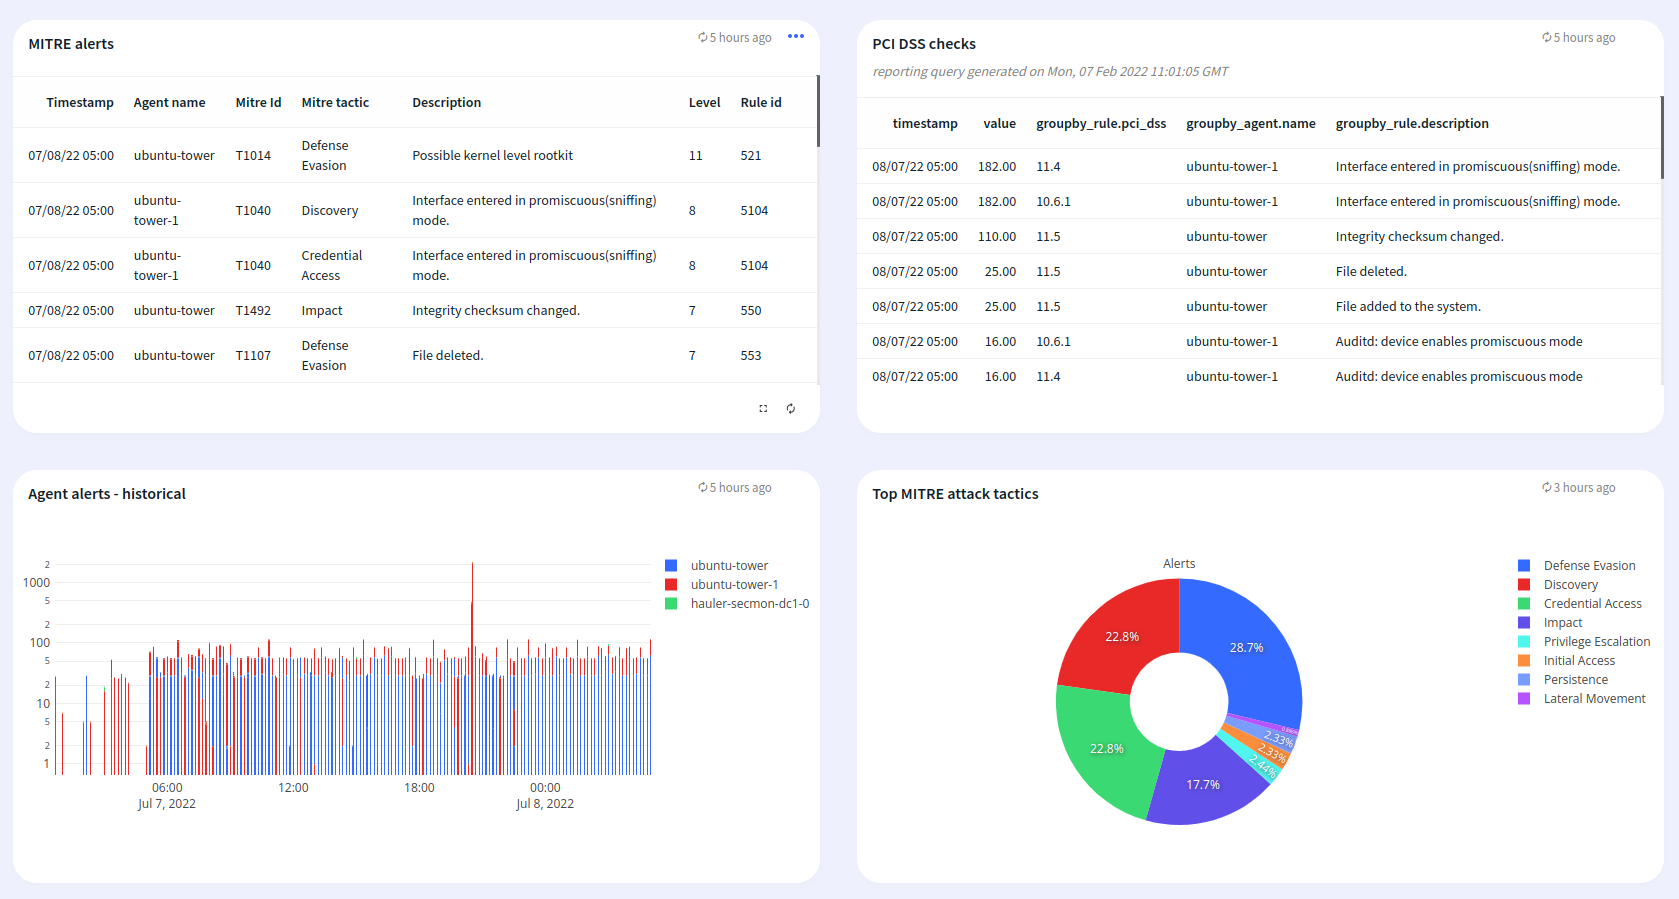 MITRE alerts
5 hours ago
Timestamp Agent name Mitre Id Mitre tactic Description Level Rule id
07/08/22 05:00 ubuntu-tower T1014 Defense Evasion Possible kernel level rootkit 11 521
07/08/22 05:00 ubuntu-tower-1 T1040 Discovery Interface entered in promiscuous(sniffing) mode. 8 5104
07/08/22 05:00 ubuntu-tower-1 T1040 Credential Access Interface entered in promiscuous(sniffing) mode. 8 5104
07/08/22 05:00 ubuntu-tower T1492 Impact Integrity checksum changed. 7 550
07/08/22 05:00 ubuntu-tower T1107 Defense Evasion File deleted. 7 553
PCI DSS checks
5 hours ago
reporting query generated on Mon, 07 Feb 2022 11:01:05 GMT
timestamp value groupby_rule.pci_dss groupby_agent.name groupby_rule.description
08/07/22 05:00 182.00 11.4 ubuntu-tower-1 Interface entered in promiscuous(sniffing) mode.
08/07/22 05:00 182.00 10.6.1 ubuntu-tower-1 Interface entered in promiscuous(sniffing) mode.
08/07/22 05:00 110.00 11.5 ubuntu-tower Integrity checksum changed.
08/07/22 05:00 25.00 11.5 ubuntu-tower File deleted.
08/07/22 05:00 25.00 11.5 ubuntu-tower File added to the system.
08/07/22 05:00 16.00 10.6.1 ubuntu-tower-1 Auditd: device enables promiscuous mode
08/07/22 05:00 16.00 11.4 ubuntu-tower-1 Auditd: device enables promiscuous mode
Agent alerts - historical
5 hours ago
2
1000
5
2
100
5
2
10
5
2
1
06:00 12:00 18:00 00:00
Jul 7, 2022 Jul 8, 2022
ubuntu-tower
ubuntu-tower-1
hauler-secmon-dc1-0
Top MITRE attack tactics
3 hours ago
Alerts
28.7%
22.8%
22.8%
17.7%
2.33%
2.33%
2.44%
Defense Evasion
Discovery
Credential Access
Impact
Privilege Escalation
Initial Access
Persistence
Lateral Movement